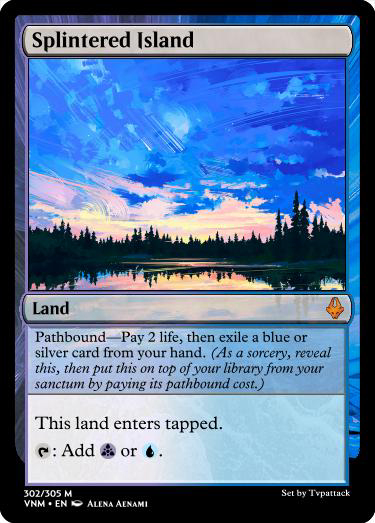 Splintered Island
Land
Pathbound—Pay 2 life, then exile a blue or
silver card from your hand. (As a sorcery, reveal
this, then put this on top of your library from your
sanctum by paying its pathbound cost.)
This land enters tapped.
: Add or .
302/305 M
VNM • EN Alena Aenami
Set by Tvpattack